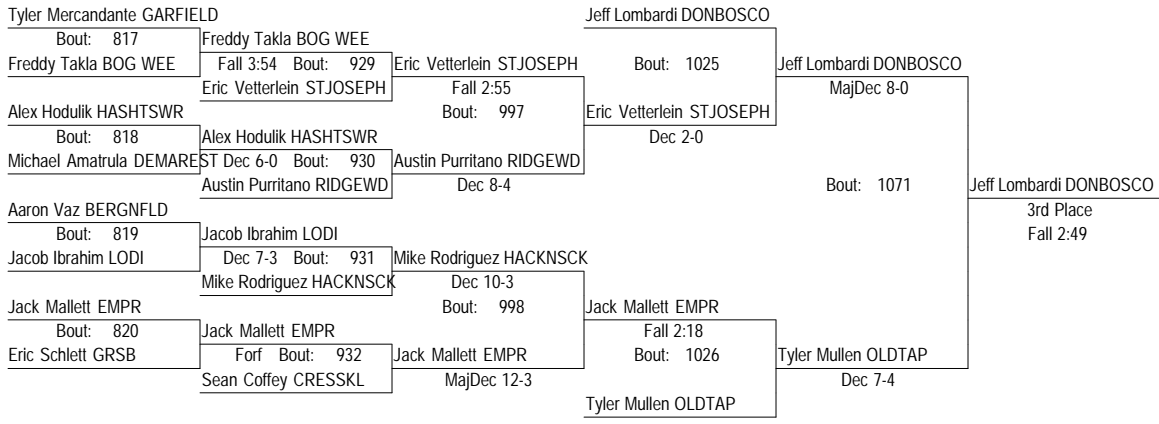 Tyler Mercandante GARFIELD Jeff Lombardi DONBOSCO
Bout: 817 Freddy Takla BOG WEE
Freddy Takla BOG WEE Fall 3:54 Bout: 929 Eric Vetterlein STJOSEPH Bout: 1025 Jeff Lombardi DONBOSCO
Eric Vetterlein STJOSEPH Fall 2:55 MajDec 8-0
Alex Hodulik HASHTSWR Bout: 997 Eric Vetterlein STJOSEPH
Bout: 818 Alex Hodulik HASHTSWR Dec 2-0
Michael Amatrula DEMAREST Dec 6-0 Bout: 930 Austin Purritano RIDGEWD
Austin Purritano RIDGEWD Dec 8-4 Bout: 1071 Jeff Lombardi DONBOSCO
Aaron Vaz BERGNFLD 3rd Place
Bout: 819 Jacob Ibrahim LODI Fall 2:49
Jacob Ibrahim LODI Dec 7-3 Bout: 931 Mike Rodriguez HACKNSCK
Mike Rodriguez HACKNSCK Dec 10-3
Jack Mallett EMPR Bout: 998 Jack Mallett EMPR
Bout: 820 Jack Mallett EMPR Fall 2:18
Eric Schlett GRSB Forf Bout: 932 Jack Mallett EMPR Bout: 1026 Tyler Mullen OLDTAP
Sean Coffey CRESSKL MajDec 12-3 Dec 7-4
Tyler Mullen OLDTAP